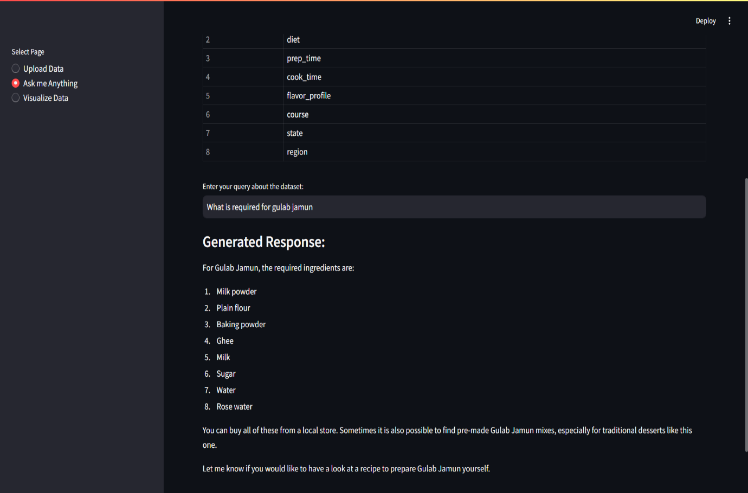 Deploy
Select Page
Upload Data
Ask me Anything
Visualize Data
2 diet
3 prep_time
4 cook_time
5 flavor_profile
6 course
7 state
8 region
Enter your query about the dataset:
What is required for gulab jamun
Generated Response:
For Gulab Jamun, the required ingredients are:
1. Milk powder
2. Plain flour
3. Baking powder
4. Ghee
5. Milk
6. Sugar
7. Water
8. Rose water
You can buy all of these from a local store. Sometimes it is also possible to find pre-made Gulab Jamun mixes, especially for traditional desserts like this
one.
Let me know if you would like to have a look at a recipe to prepare Gulab Jamun yourself.